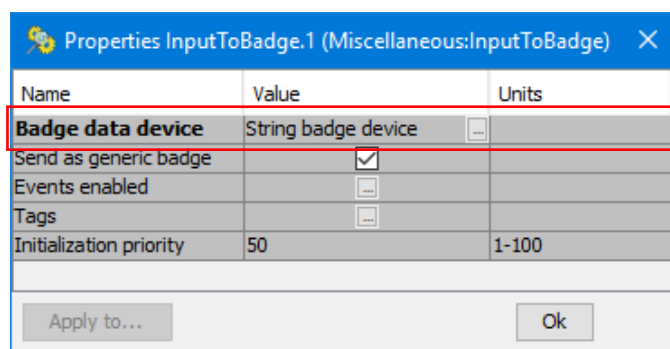 Properties InputToBadge.1 (Miscellaneous:InputToBadge)
Name Value Units
Badge data device String badge device ...
Send as generic badge
Events enabled ...
Tags ...
Initialization priority 50 1-100
Apply to... Ok